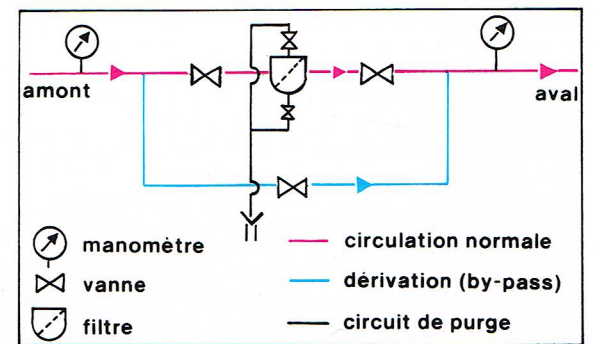 amont
aval
manomètre
vanne
filtre
circulation normale
dérivation (by-pass)
circuit de purge